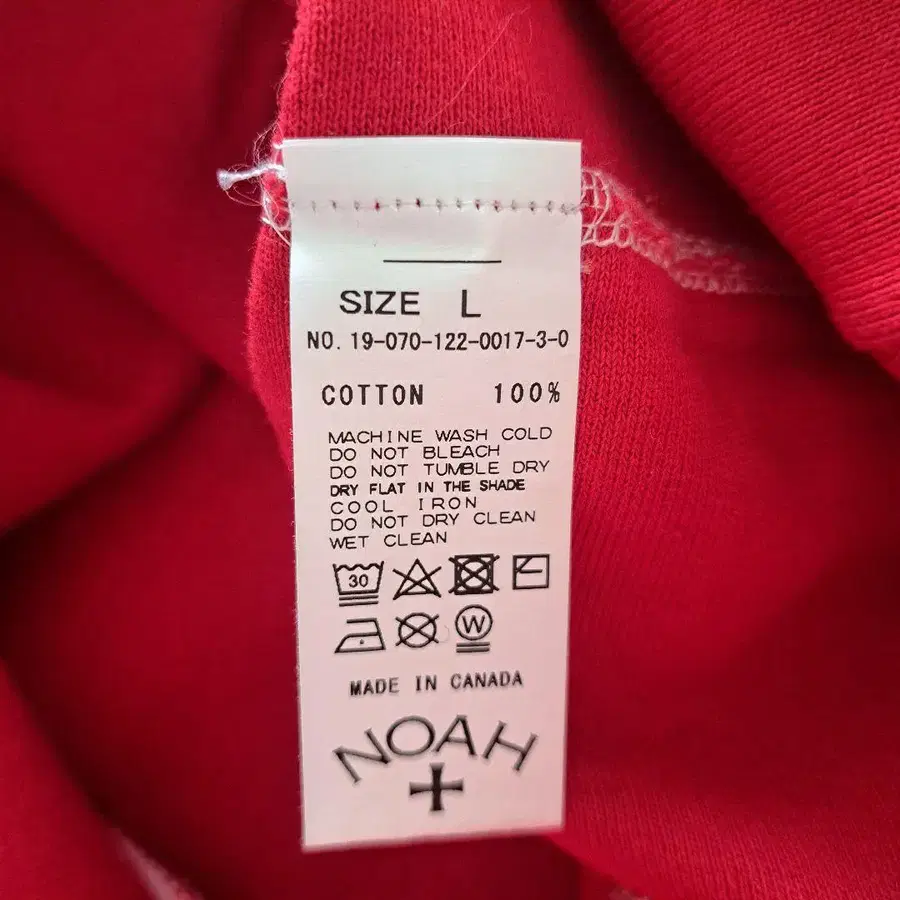 SIZE L
NO. 19-070-122-0017-3-0
COTTON 100%
MACHINE WASH COLD
DO NOT BLEACH
DO NOT TUMBLE DRY
DRY FLAT IN THE SHADE
COOL IRON
DO NOT DRY CLEAN
WET CLEAN
30
W
MADE IN CANADA
NOAH